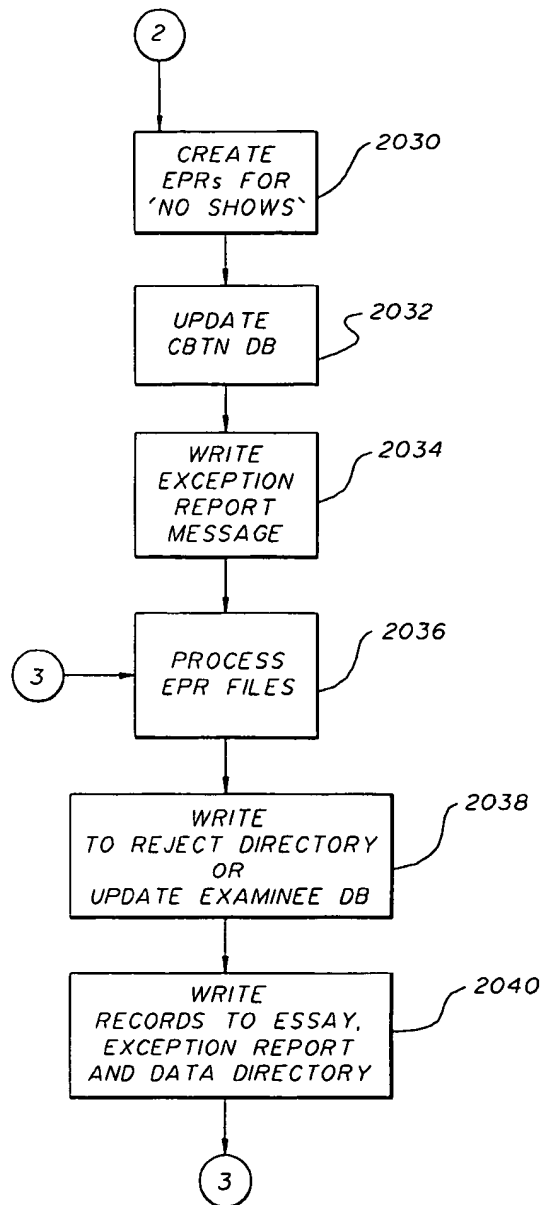 2
CREATE
EPRs FOR
'NO SHOWS'
2030
UPDATE
CBTN DB
2032
WRITE
EXCEPTION
REPORT
MESSAGE
2034
3
PROCESS
EPR FILES
2036
WRITE
TO REJECT DIRECTORY
OR
UPDATE EXAMINEE DB
2038
WRITE
RECORDS TO ESSAY,
EXCEPTION REPORT
AND DATA DIRECTORY
2040
3